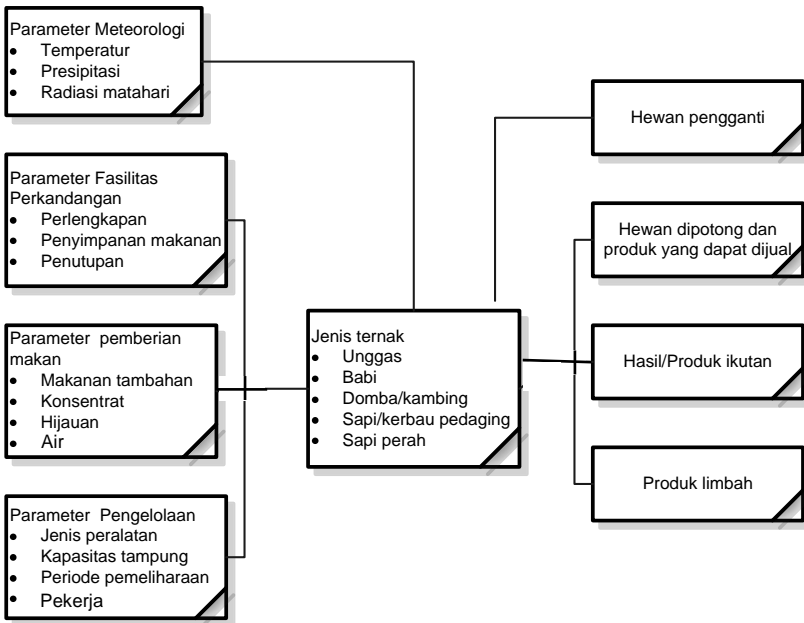 Parameter Meteorologi
• Temperatur
• Presipitasi
• Radiasi matahari
Parameter Fasilitas
Perkandangan
• Perlengkapan
• Penyimpanan makanan
• Penutupan
Parameter pemberian
makan
• Makanan tambahan
• Konsentrat
• Hijauan
• Air
Parameter Pengelolaan
• Jenis peralatan
• Kapasitas tampung
• Periode pemeliharaan
• Pekerja
Jenis ternak
• Unggas
• Babi
• Domba/kambing
• Sapi/kerbau pedaging
• Sapi perah
Hewan pengganti
Hewan dipotong dan
produk yang dapat dijual
Hasil/Produk ikutan
Produk limbah